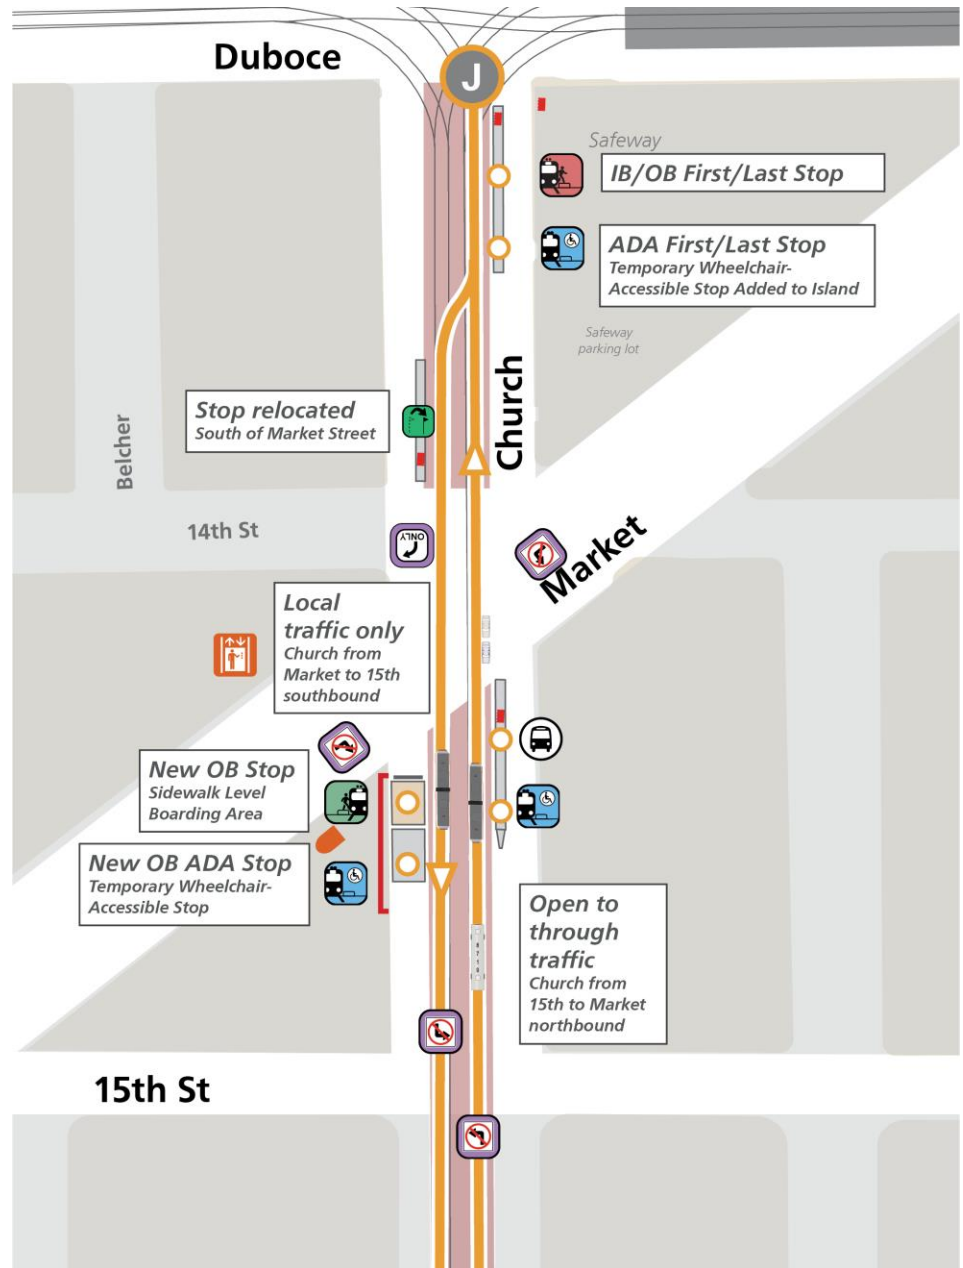 Duboce
J
Safeway
IB/OB First/Last Stop
ADA First/Last Stop
Temporary Wheelchair-
Accessible Stop Added to Island
Safeway
parking lot
Church
Stop relocated
South of Market Street
Belcher
14th St
ONLY
Market
Local
traffic only
Church from
Market to 15th
southbound
New OB Stop
Sidewalk Level
Boarding Area
New OB ADA Stop
Temporary Wheelchair-
Accessible Stop
Open to
through
traffic
Church from
15th to Market
northbound
15th St